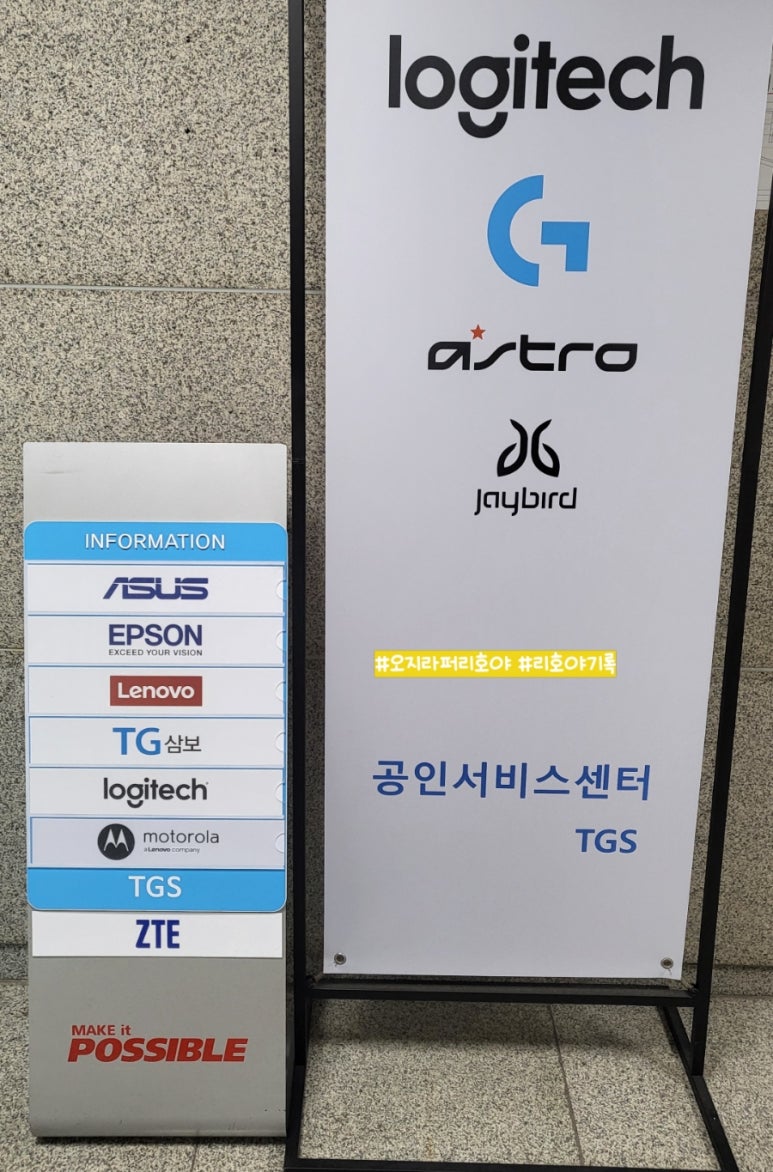 INFORMATION
ASUS
EPSON
EXCEED YOUR VISION
Lenovo
TG삼보
logitech
motorola
a Lenovo company
TGS
ZTE
MAKE it
POSSIBLE
logitech
G
astro
jaybird
#오지라퍼리호야 #리호야기록
공인서비스센터
TGS